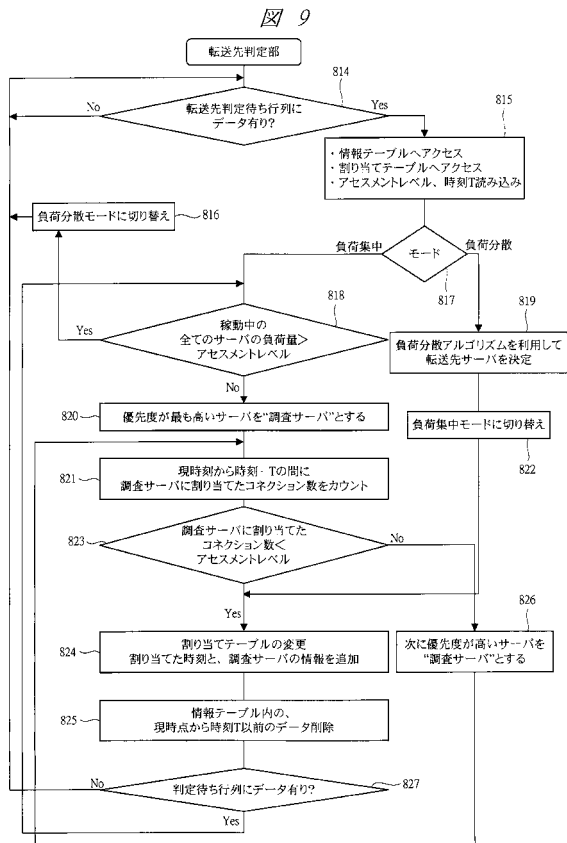 図 9
転送先判定部
814
転送先判定待ち行列に
データ有り?
No
Yes
815
・情報テーブルへアクセス
・割り当てテーブルへアクセス
・アセスメントレベル、時刻T読み込み
負荷分散モードに切り替え
816
負荷集中
モード
負荷分散
817
818
稼動中の
全てのサーバの負荷量>
アセスメントレベル
Yes
No
819
負荷分散アルゴリズムを利用して
転送先サーバを決定
820
優先度が最も高いサーバを“調査サーバ”とする
負荷集中モードに切り替え
822
821
現時刻から時刻-Tの間に
調査サーバに割り当てたコネクション数をカウント
823
調査サーバに割り当てた
コネクション数<
アセスメントレベル
No
Yes
824
割り当てテーブルの変更
割り当てた時刻と、調査サーバの情報を追加
826
次に優先度が高いサーバを
“調査サーバ”とする
825
情報テーブル内の、
現時点から時刻T以前のデータ削除
827
判定待ち行列にデータ有り?
No
Yes